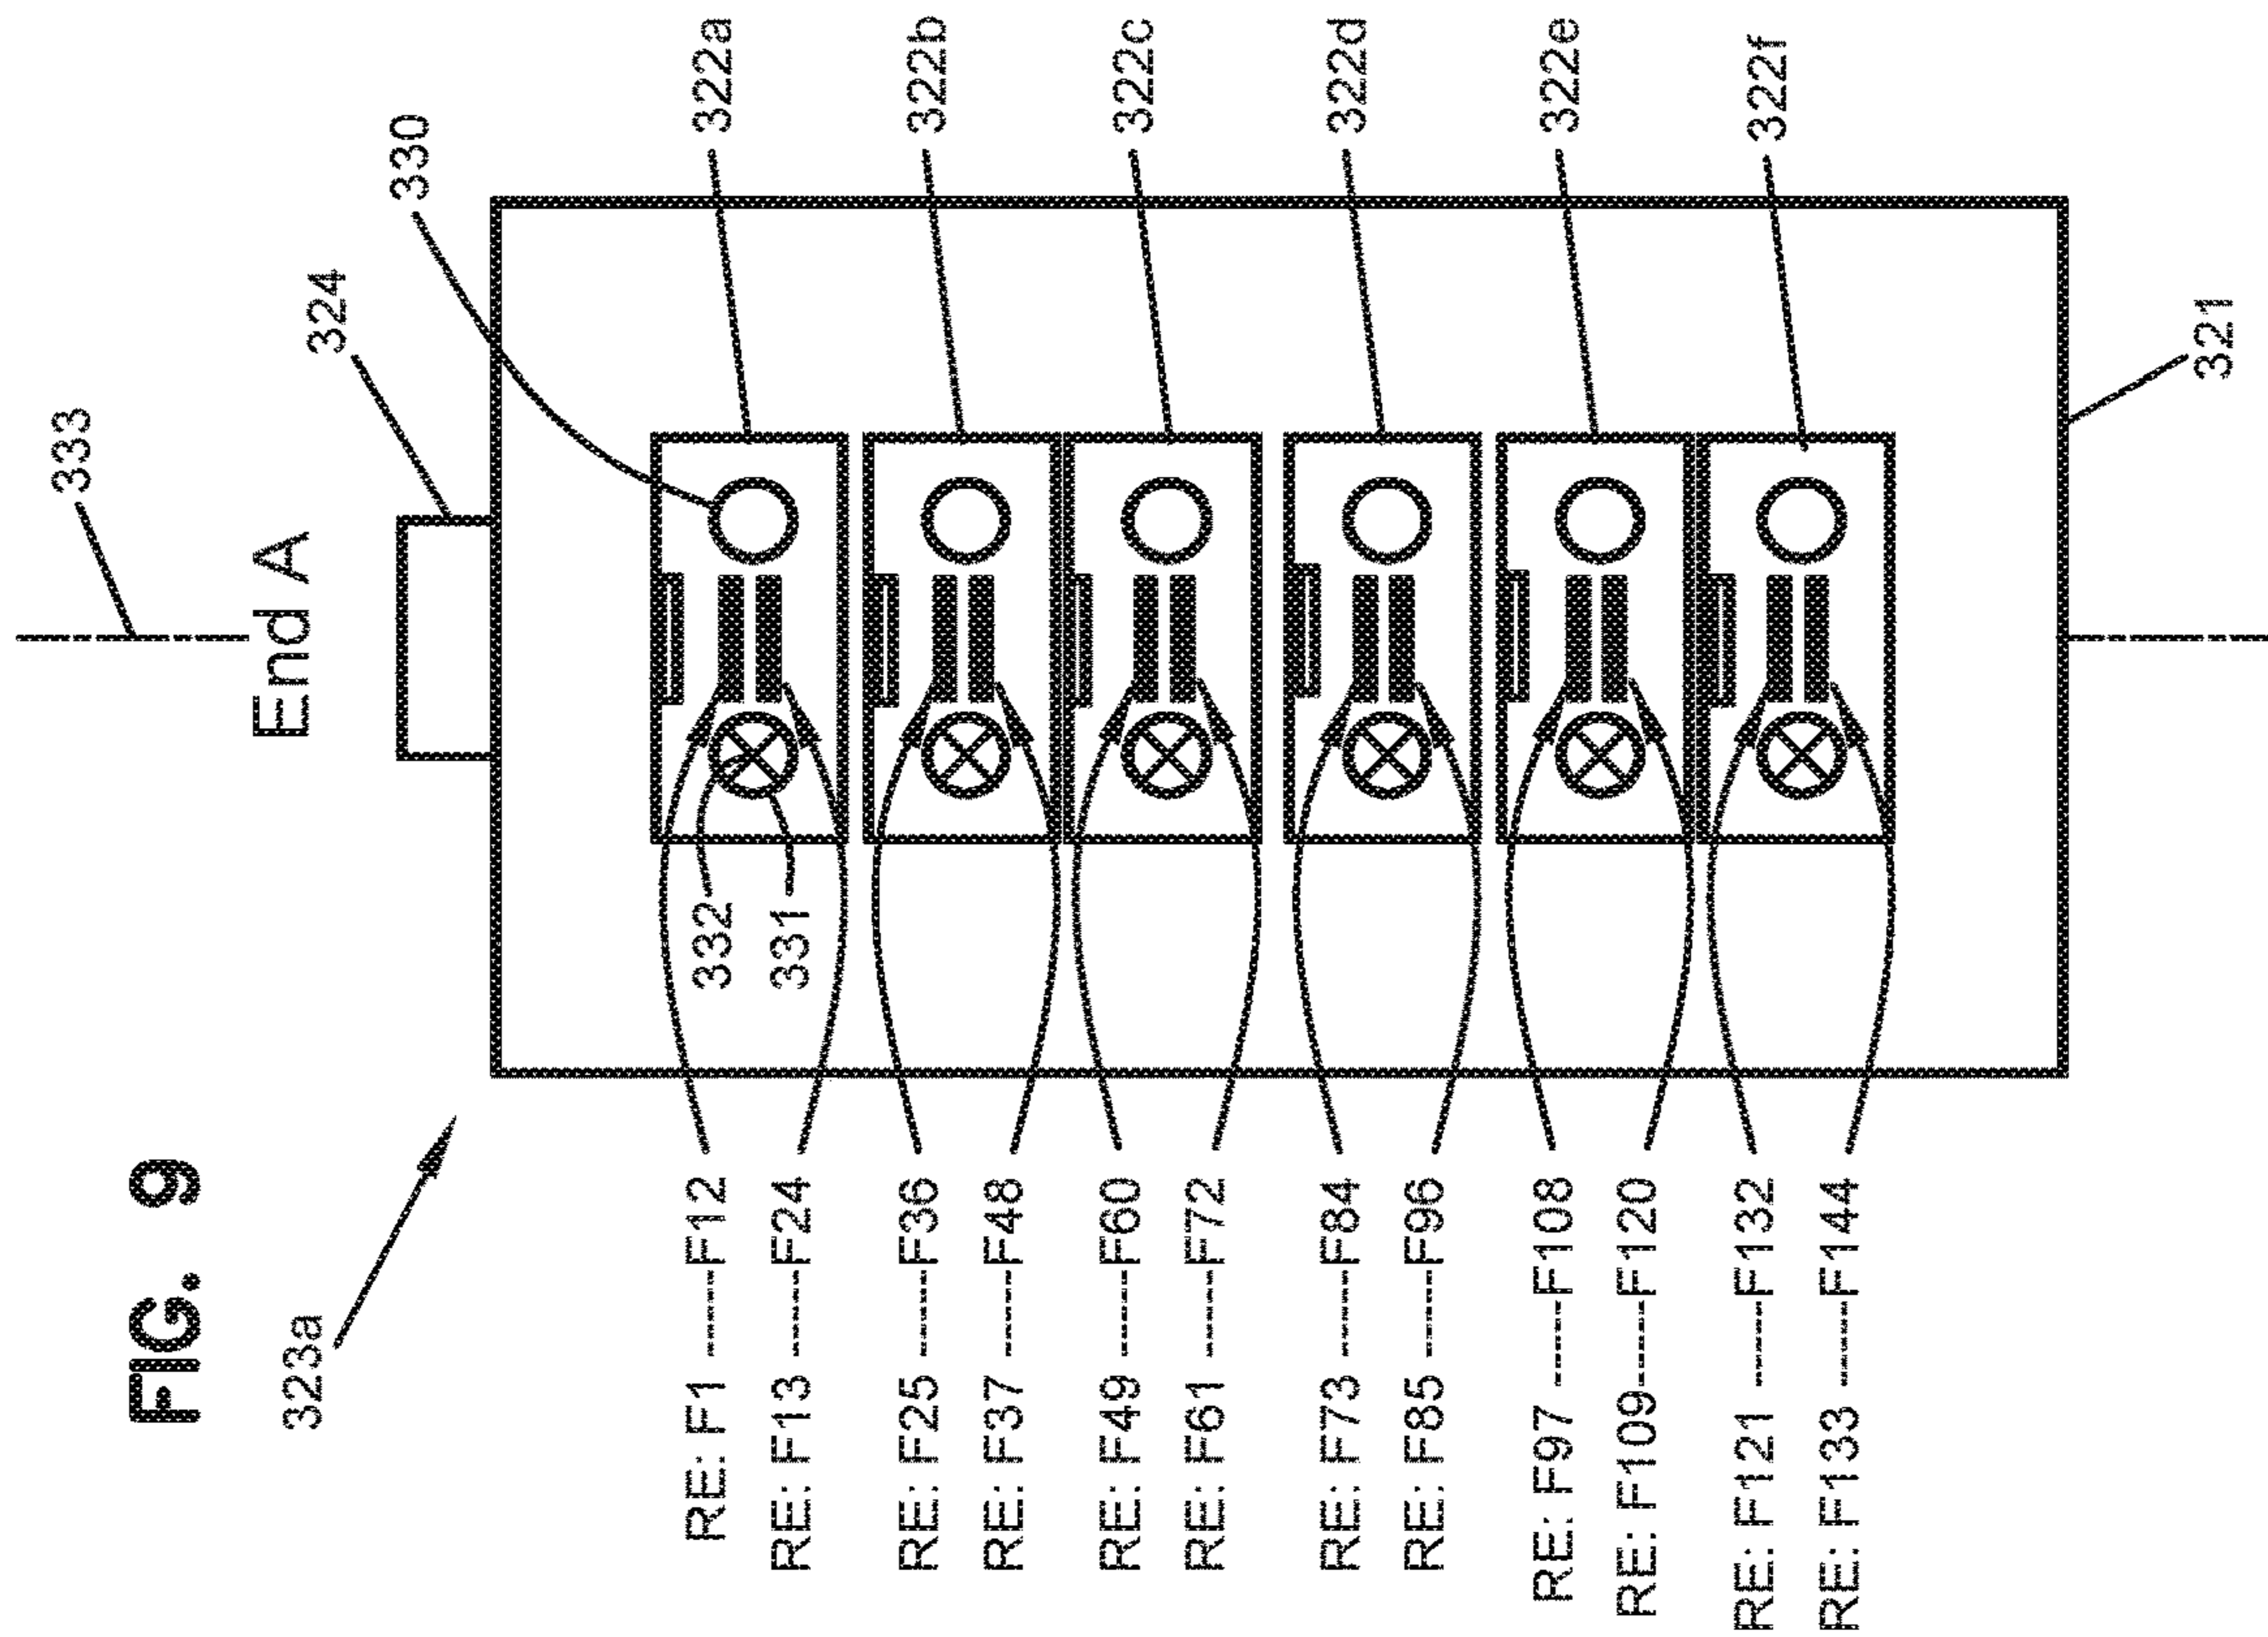 FIG. 9
323a
End A
333
324
330
RE: F1 ------F12
RE: F13 ------F24
RE: F25 ------F36
RE: F37 ------F48
RE: F49 ------F60
RE: F61 ------F72
RE: F73 ------F84
RE: F85 ------F96
RE: F97 ------F108
RE: F109------F120
RE: F121 ------F132
RE: F133 ------F144
332
331
322a
322b
322c
322d
322e
322f
321